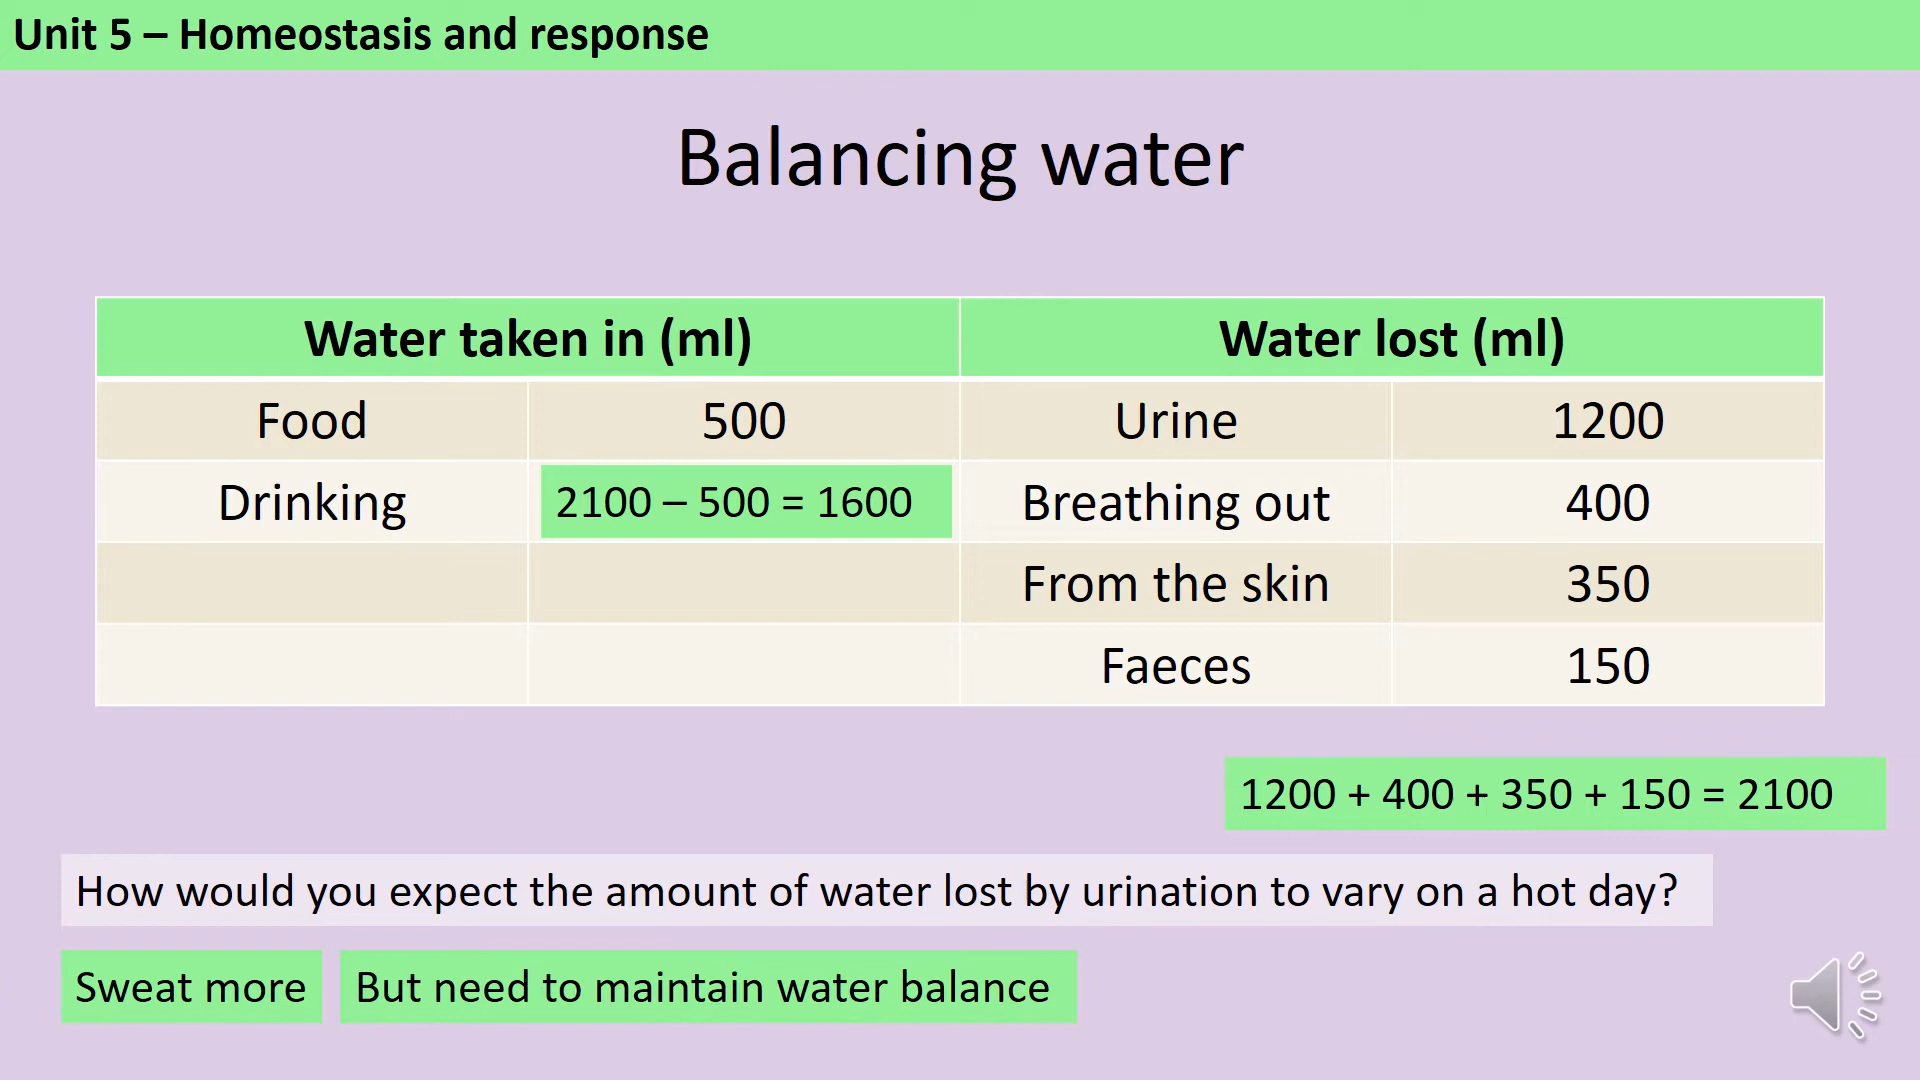 Unit 5 – Homeostasis and response
Balancing water
Water taken in (ml) Water lost (ml)
Food 500 Urine 1200
Drinking 2100 – 500 = 1600 Breathing out 400
From the skin 350
Faeces 150
1200 + 400 + 350 + 150 = 2100
How would you expect the amount of water lost by urination to vary on a hot day?
Sweat more But need to maintain water balance